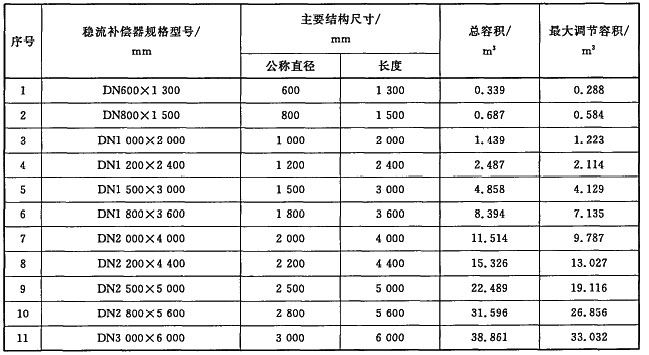 序号 稳流补偿器规格型号/mm 主要结构尺寸/mm 总容积/m³ 最大调节容积/m³
公称直径 长度
1 DN600×1 300 600 1 300 0.339 0.288
2 DN800×1 500 800 1 500 0.687 0.584
3 DN1 000×2 000 1 000 2 000 1.439 1.223
4 DN1 200×2 400 1 200 2 400 2.487 2.114
5 DN1 500×3 000 1 500 3 000 4.858 4.129
6 DN1 800×3 600 1 800 3 600 8.394 7.135
7 DN2 000×4 000 2 000 4 000 11.514 9.787
8 DN2 200×4 400 2 200 4 400 15.326 13.027
9 DN2 500×5 000 2 500 5 000 22.489 19.116
10 DN2 800×5 600 2 800 5 600 31.596 26.856
11 DN3 000×6 000 3 000 6 000 38.861 33.032